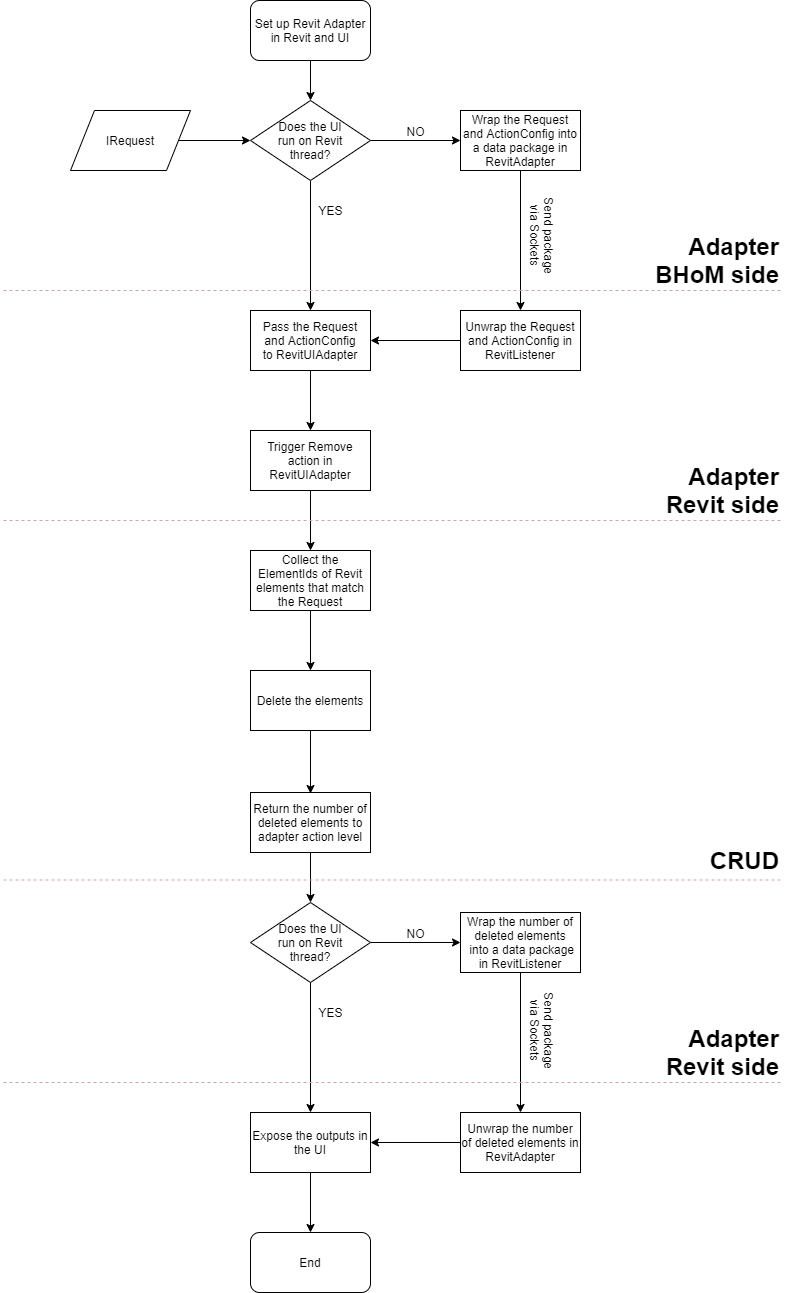 Set up Revit Adapter
in Revit and UI
IRequest
Does the UI
run on Revit
thread?
NO
Wrap the Request
and ActionConfig into
a data package in
RevitAdapter
YES
Send package
via Sockets
Adapter
BHoM side
Pass the Request
and ActionConfig
to RevitUIAdapter
Unwrap the Request
and ActionConfig in
RevitListener
Trigger Remove
action in
RevitUIAdapter
Adapter
Revit side
Collect the
ElementIds of Revit
elements that match
the Request
Delete the elements
Return the number of
deleted elements to
adapter action level
CRUD
Does the UI
run on Revit
thread?
NO
Wrap the number of
deleted elements
into a data package
in RevitListener
YES
Send package
via Sockets
Adapter
Revit side
Expose the outputs in
the UI
Unwrap the number
of deleted elements in
RevitAdapter
End